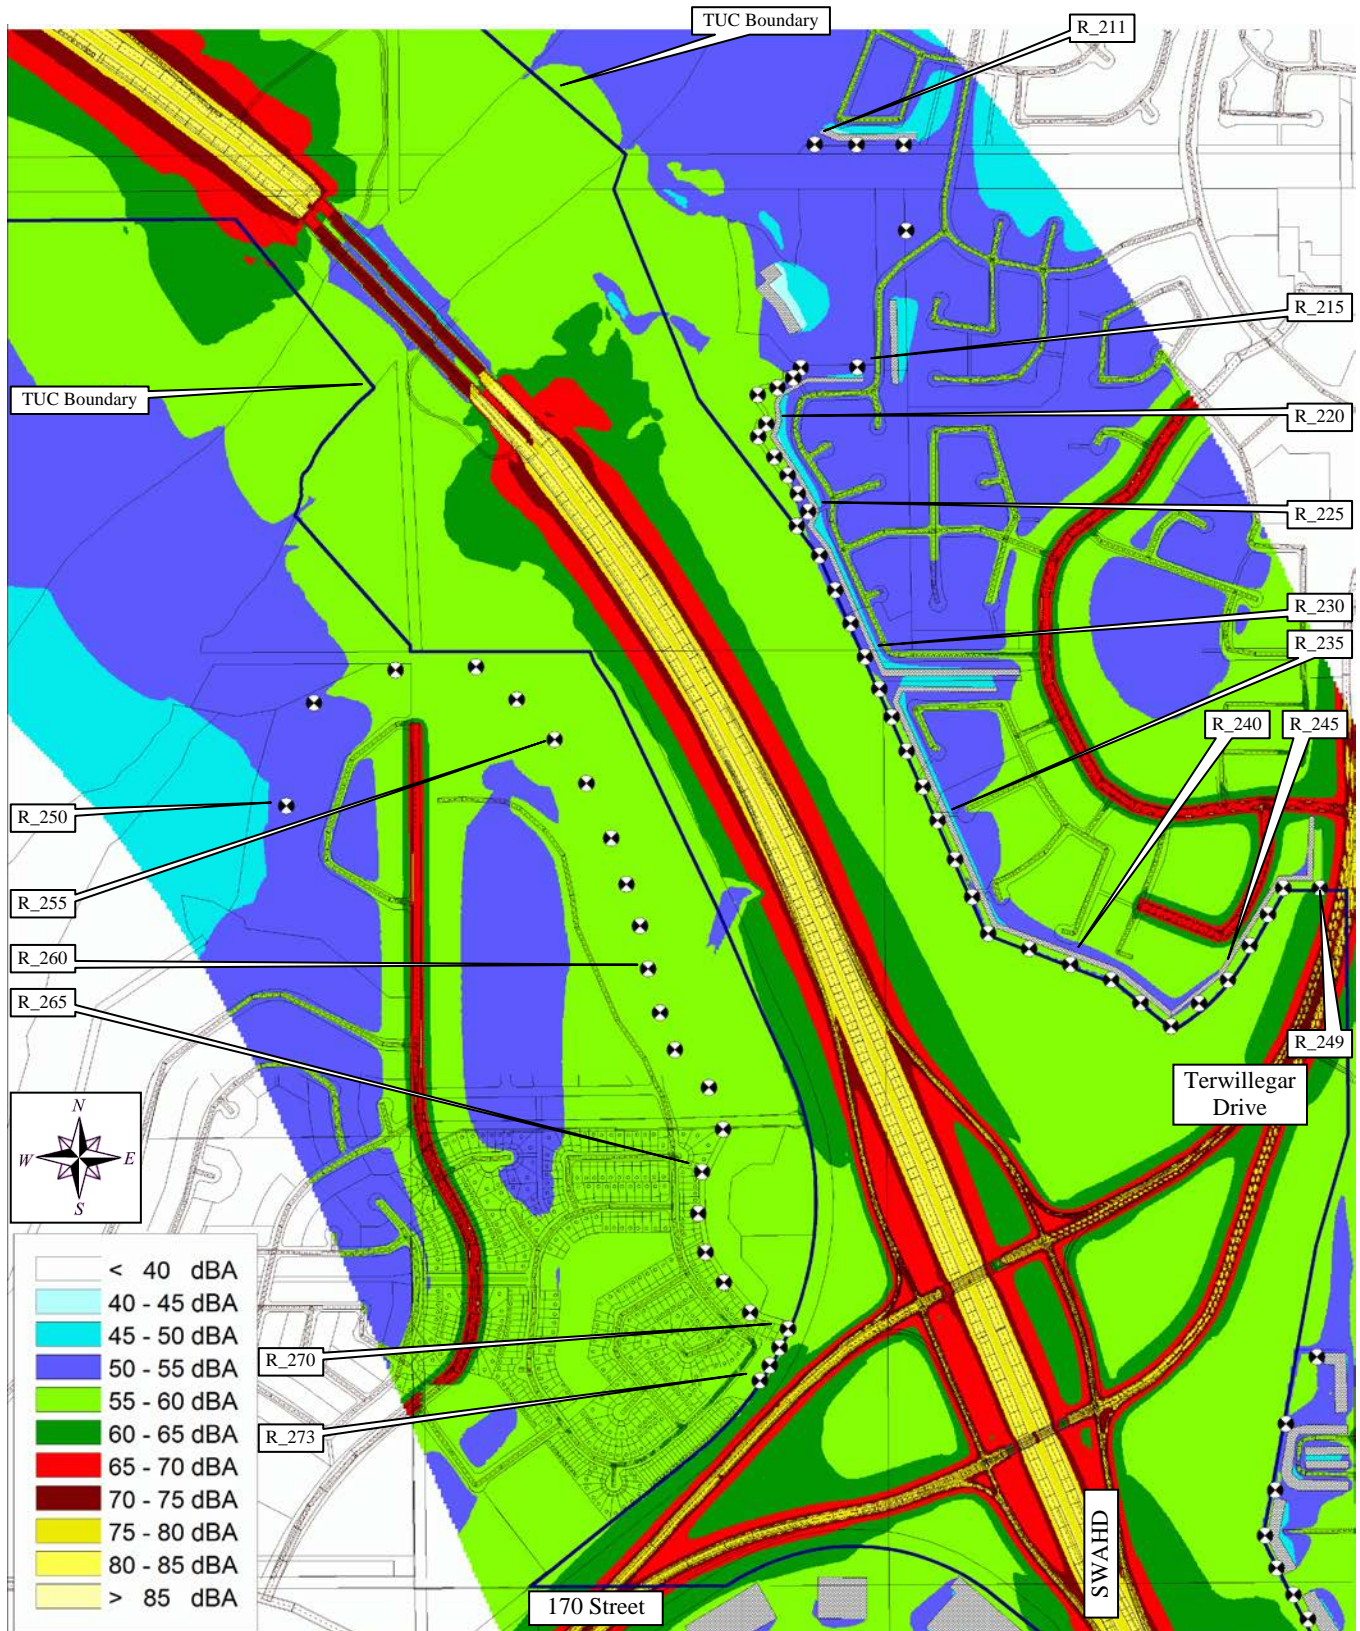 TUC Boundary
R_211
R_215
TUC Boundary
R_220
R_225
R_230
R_235
R_240
R_245
R_250
R_255
R_260
R_265
R_249
Terwillegar
Drive
N
W
E
S
< 40 dBA
40 - 45 dBA
45 - 50 dBA
50 - 55 dBA
55 - 60 dBA
60 - 65 dBA
65 - 70 dBA
70 - 75 dBA
75 - 80 dBA
80 - 85 dBA
> 85 dBA
R_270
R_273
SWAHD
170 Street